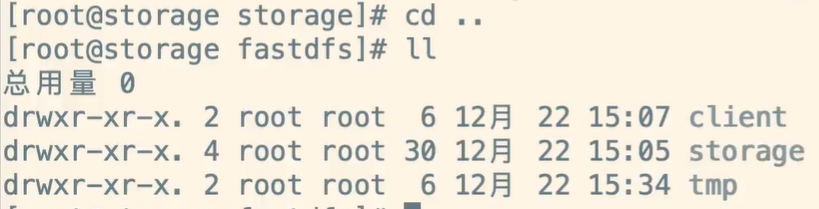 [root@storage storage]# cd ..
[root@storage fastdfs]# ll
总用量 0
drwxr-xr-x. 2 root root  6 12月  22 15:07 client
drwxr-xr-x. 4 root root 30 12月  22 15:05 storage
drwxr-xr-x. 2 root root  6 12月  22 15:34 tmp